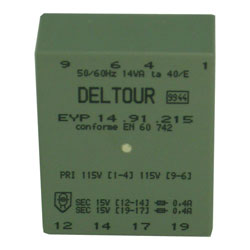 9 6 4 1
50/60Hz 14VA ta 40/E
DELTOUR 9944
EYP 14.91.215
conforme EN 60 742
PRI 115V [1-4] 115V [9-6]
SEC 15V [12-14] 0.4A
SEC 15V [19-17] 0.4A
12 14 17 19